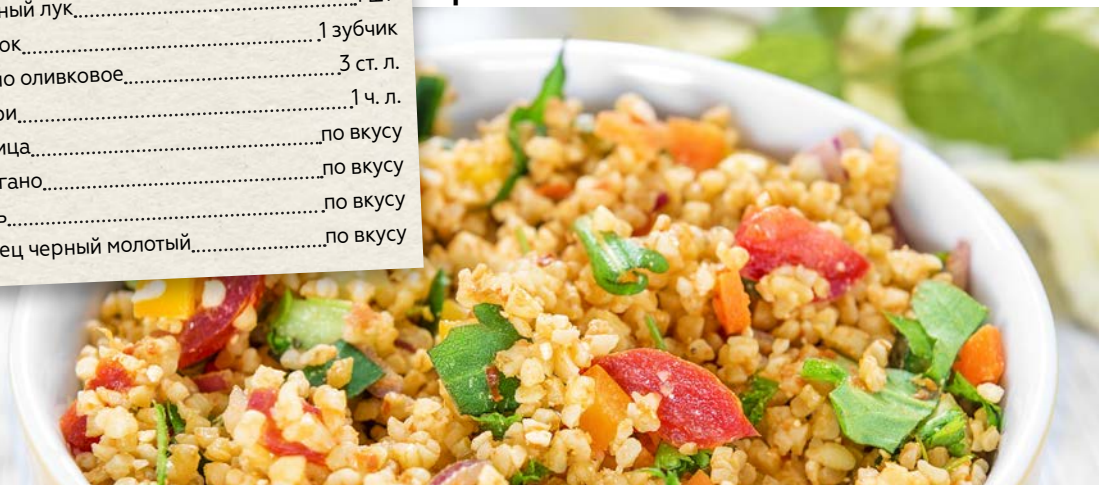 ный лук
ок 1 зубчик
ло оливковое 3 ст. л.
ри 1 ч. л.
ица по вкусу
гано по вкусу
ь по вкусу
ец черный молотый по вкусу